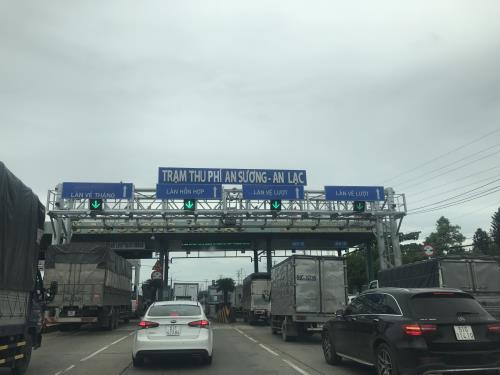 TRẠM THU PHÍ AN SƯƠNG - AN LẠC
LÀN VÉ THÁNG
LÀN HỖN HỢP
LÀN VÉ LƯỢT
LÀN VÉ LƯỢT